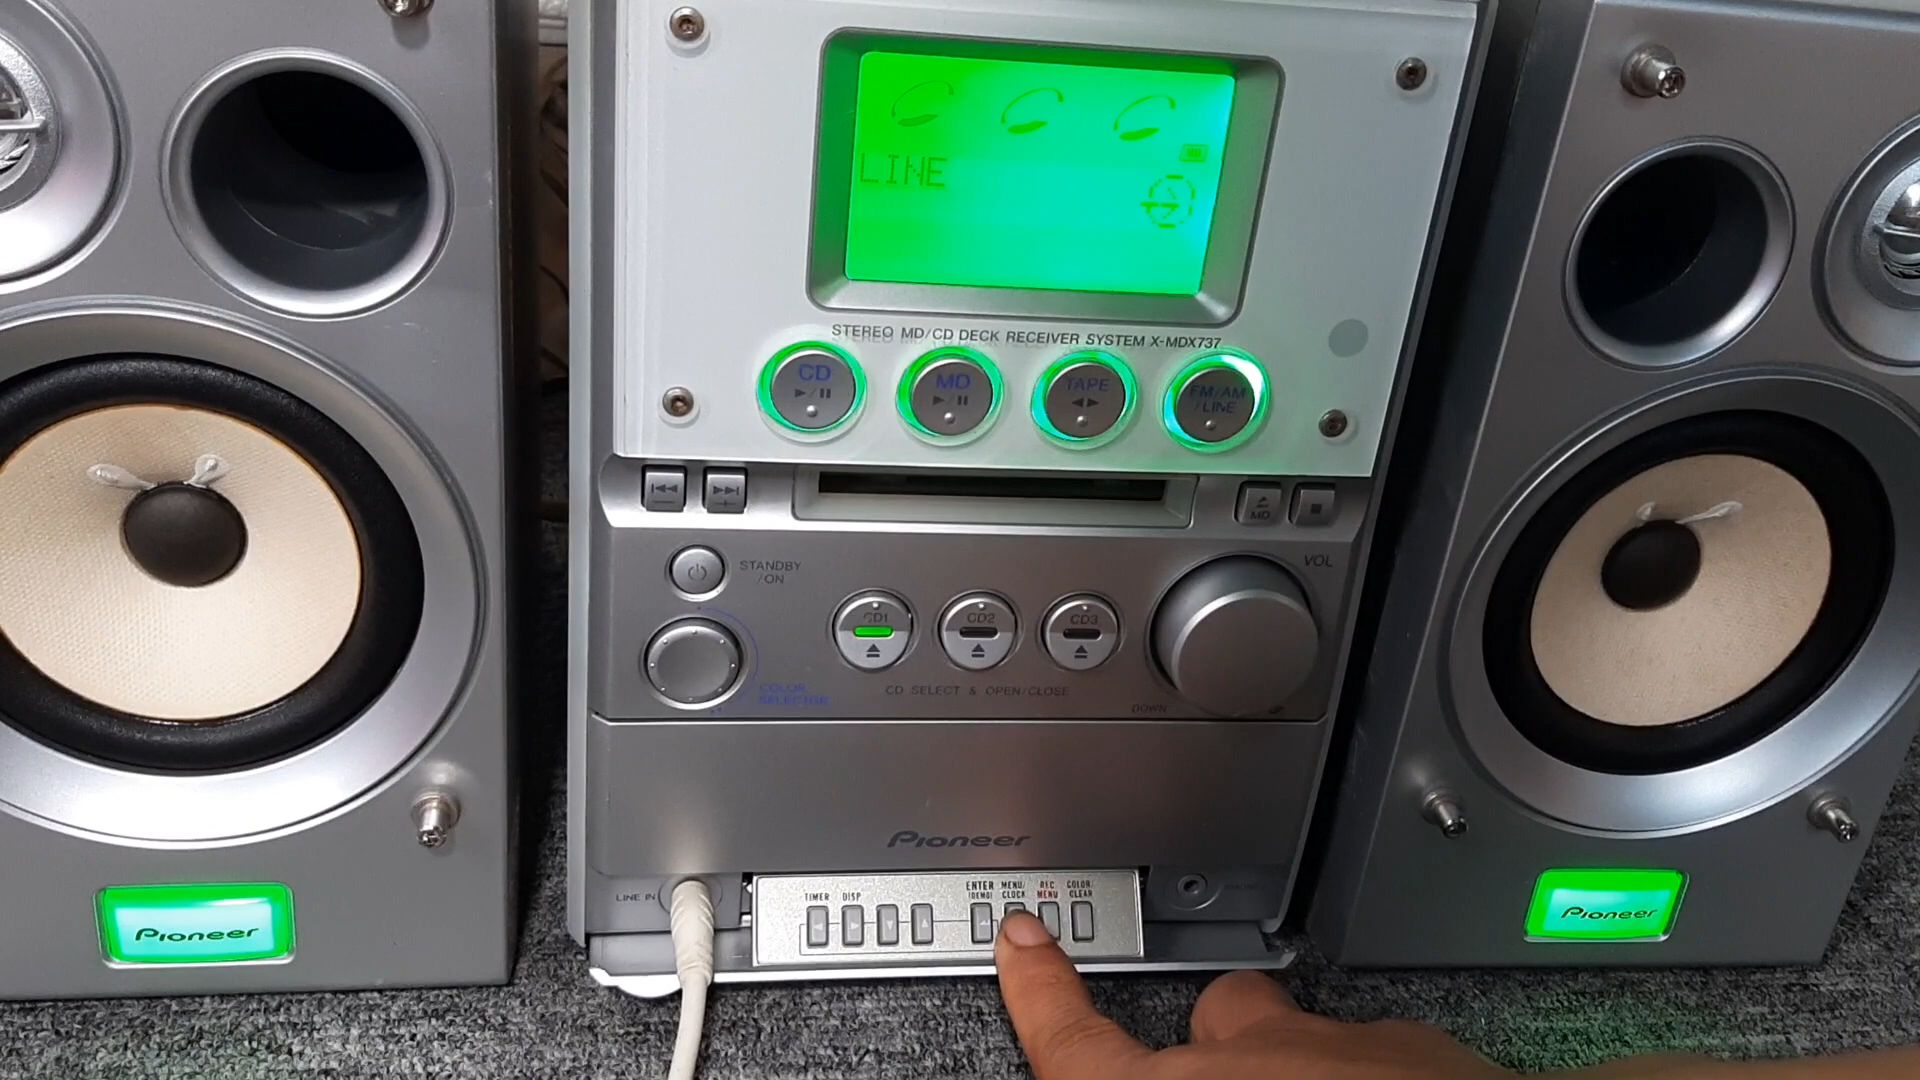 LINE
STEREO MD/CD DECK RECEIVER SYSTEM X-MDX737
CD
MD
TAPE
FM/AM
/LINE
MD
STANDBY
/ON
VOL
CD1
CD2
CD3
COLOR
SELECTOR
CD SELECT & OPEN/CLOSE
DOWN
Pioneer
LINE IN
TIMER
DISP
ENTER
(DEMO)
MENU/
CLOCK
REC
MENU
COLOR/
CLEAR
Pioneer
Pioneer